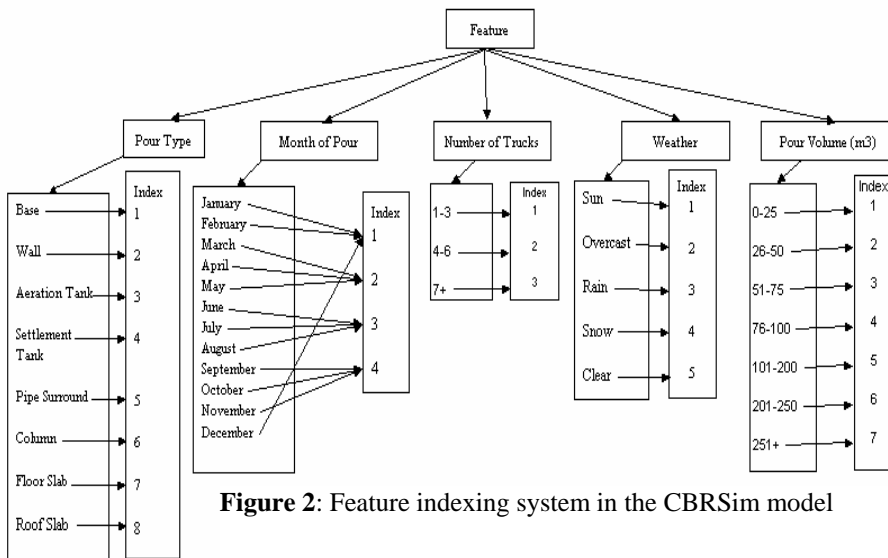 Feature
Pour Type
Month of Pour
Number of Trucks
Weather
Pour Volume (m3)
Base
Wall
Aeration Tank
Settlement
Tank
Pipe Surround
Column
Floor Slab
Roof Slab
Index
1
2
3
4
5
6
7
8
January
February
March
April
May
June
July
August
September
October
November
December
Index
1
2
3
4
1-3
4-6
7+
Index
1
2
3
Sun
Overcast
Rain
Snow
Clear
Index
1
2
3
4
5
0-25
26-50
51-75
76-100
101-200
201-250
251+
Index
1
2
3
4
5
6
7
Figure 2: Feature indexing system in the CBRSim model